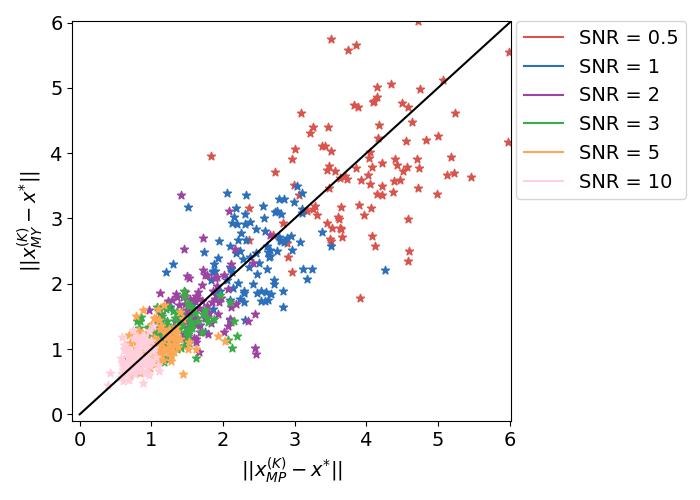 6
5
4
3
2
1
0
0 1 2 3 4 5 6
||x_{MY}^{(K)} − x*||
||x_{MP}^{(K)} − x*||
SNR = 0.5
SNR = 1
SNR = 2
SNR = 3
SNR = 5
SNR = 10